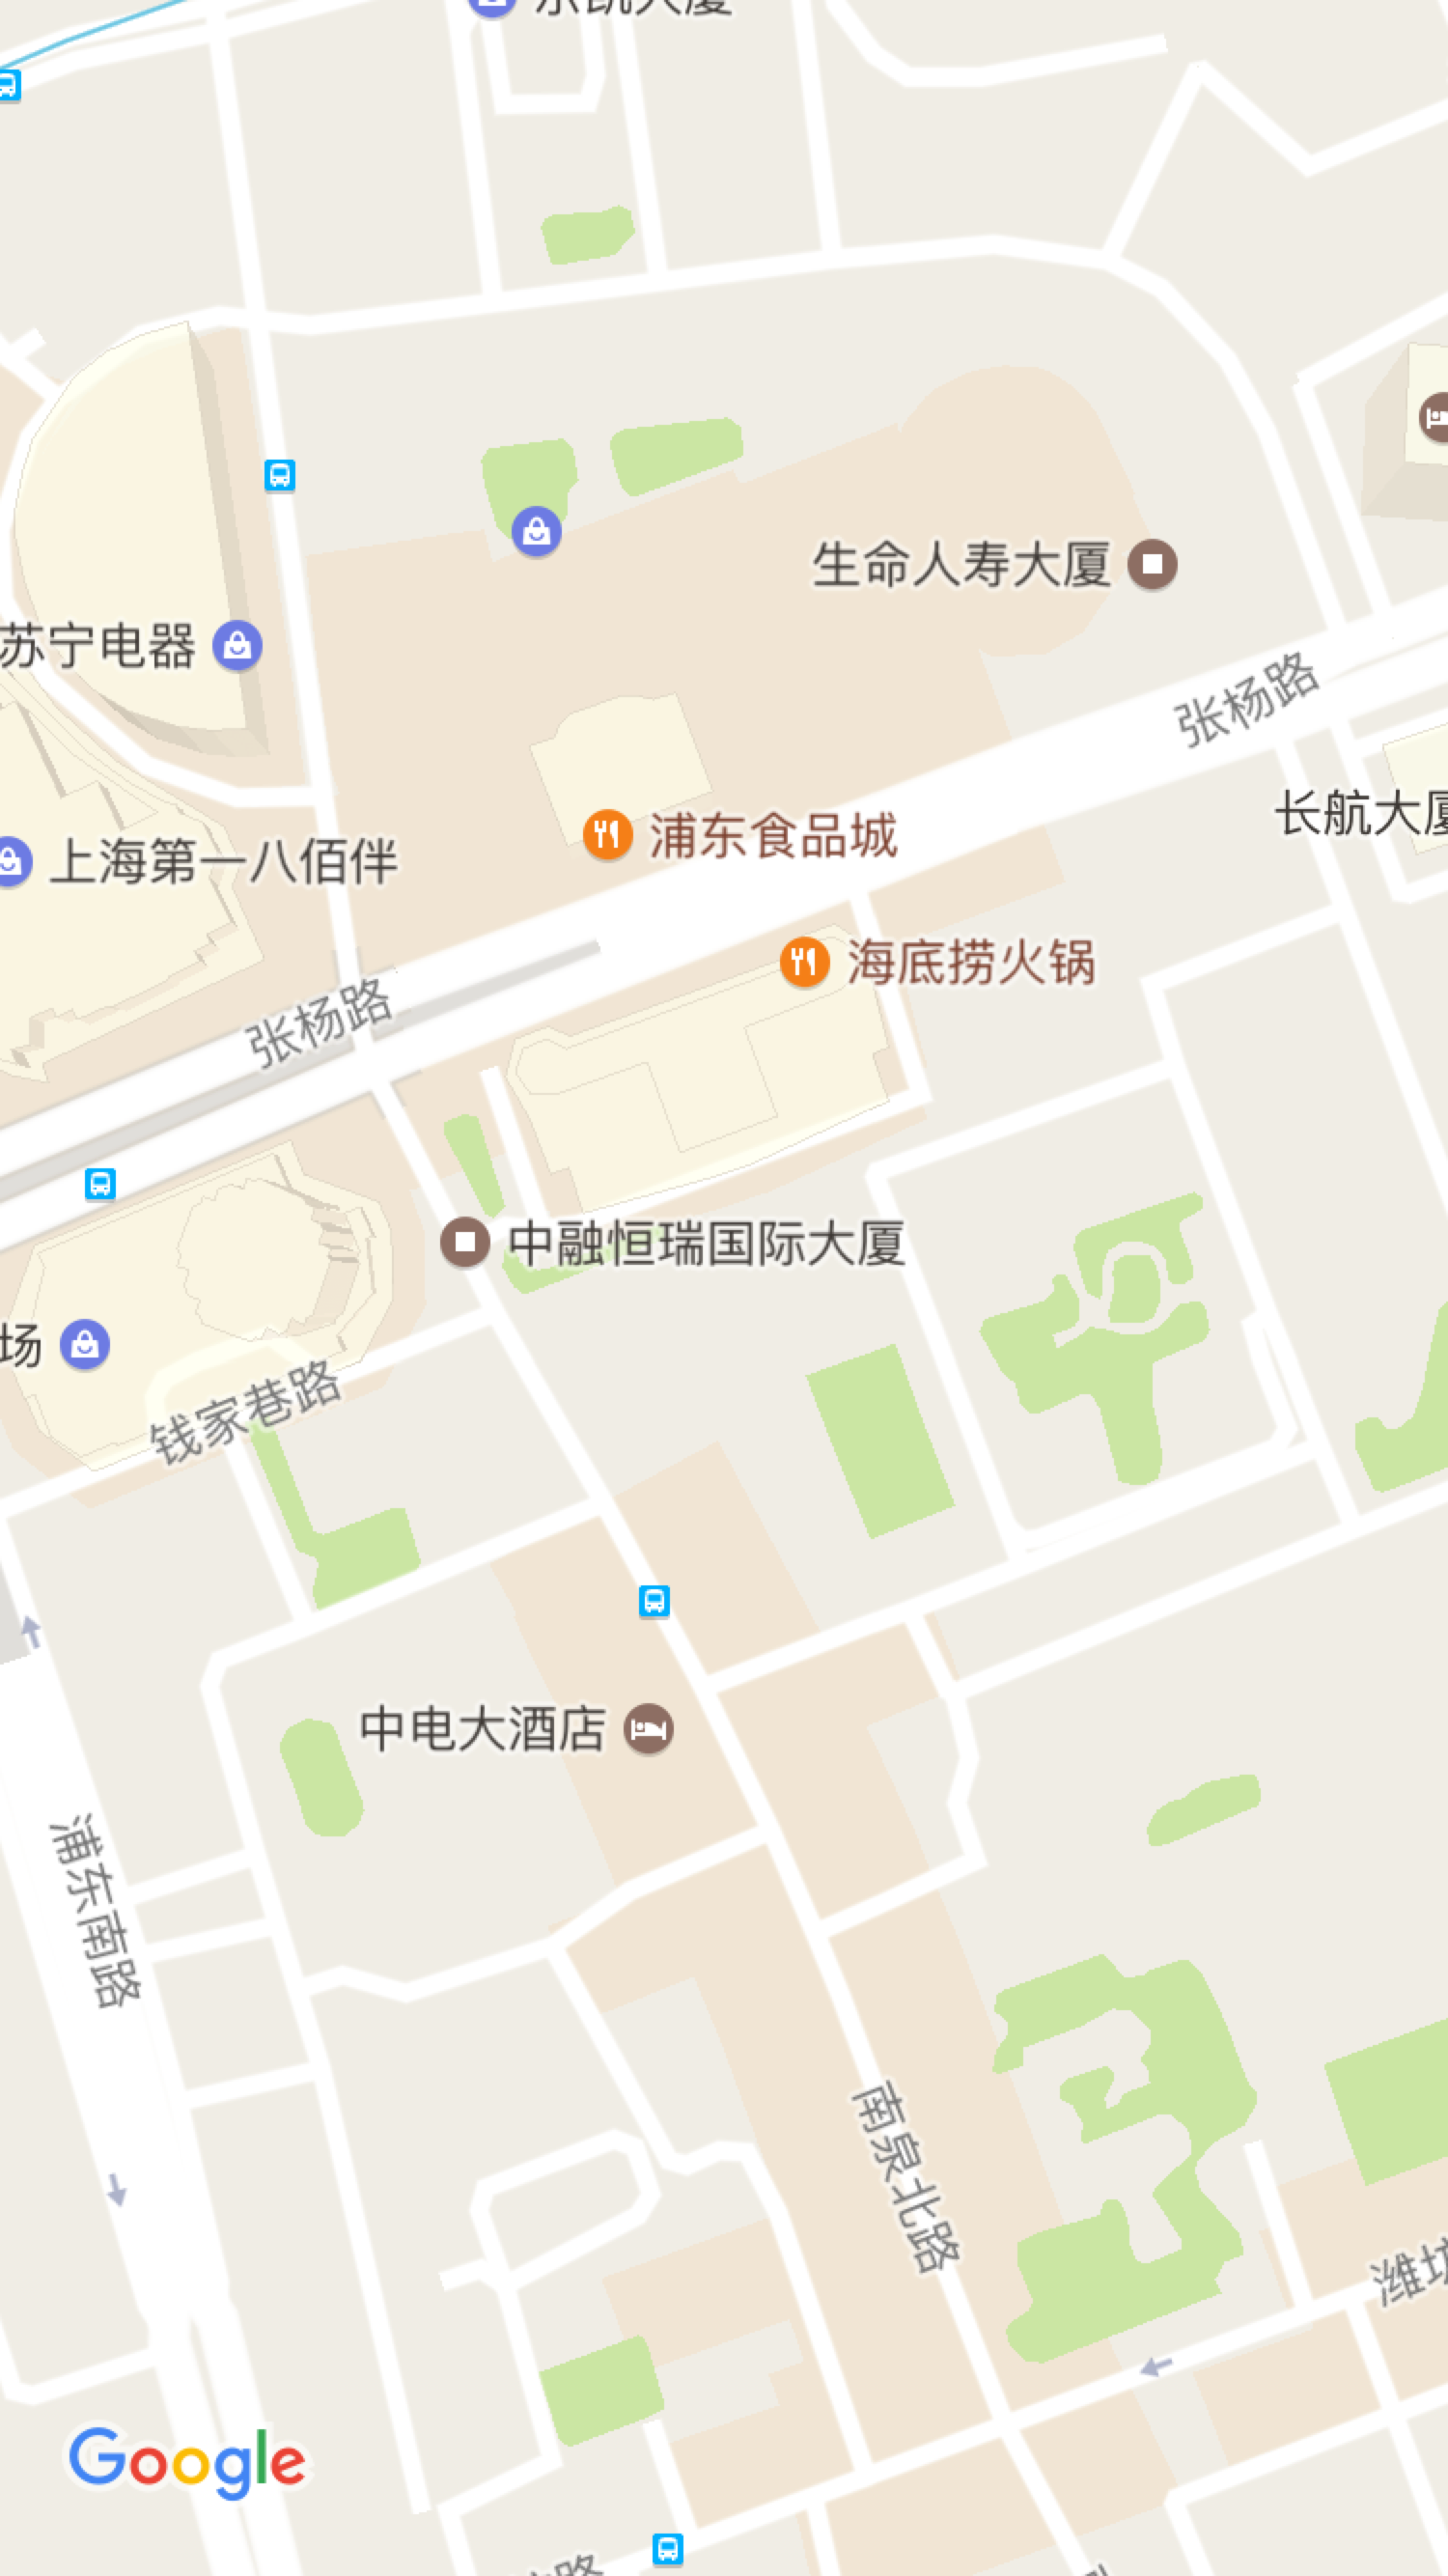 生命人寿大厦
苏宁电器
张杨路
长航大厦
浦东食品城
上海第一八佰伴
海底捞火锅
张杨路
中融恒瑞国际大厦
场
钱家巷路
中电大酒店
浦东南路
南泉北路
潍坊
Google